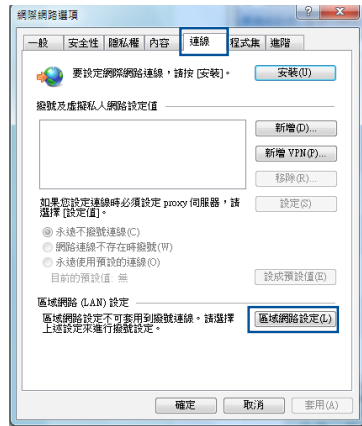 網際網路選項
一般 安全性 隱私權 內容 連線 程式集 進階
要設定網際網路連線，請按 [安裝]。 安裝(U)
撥號及虛擬私人網路設定值
新增(D)...
新增 VPN(P)...
移除(R)...
如果您設定連線時必須設定 proxy 伺服器，請 設定(S)
選擇 [設定值]。
永遠不撥號連線(C)
網路連線不存在時撥號(W)
永遠使用預設的連線(O)
目前的預設值: 無 設成預設值(E)
區域網路 (LAN) 設定
區域網路設定不可套用到撥號連線。請選擇 區域網路設定(L)
上述設定來進行撥號設定。
確定 取消 套用(A)